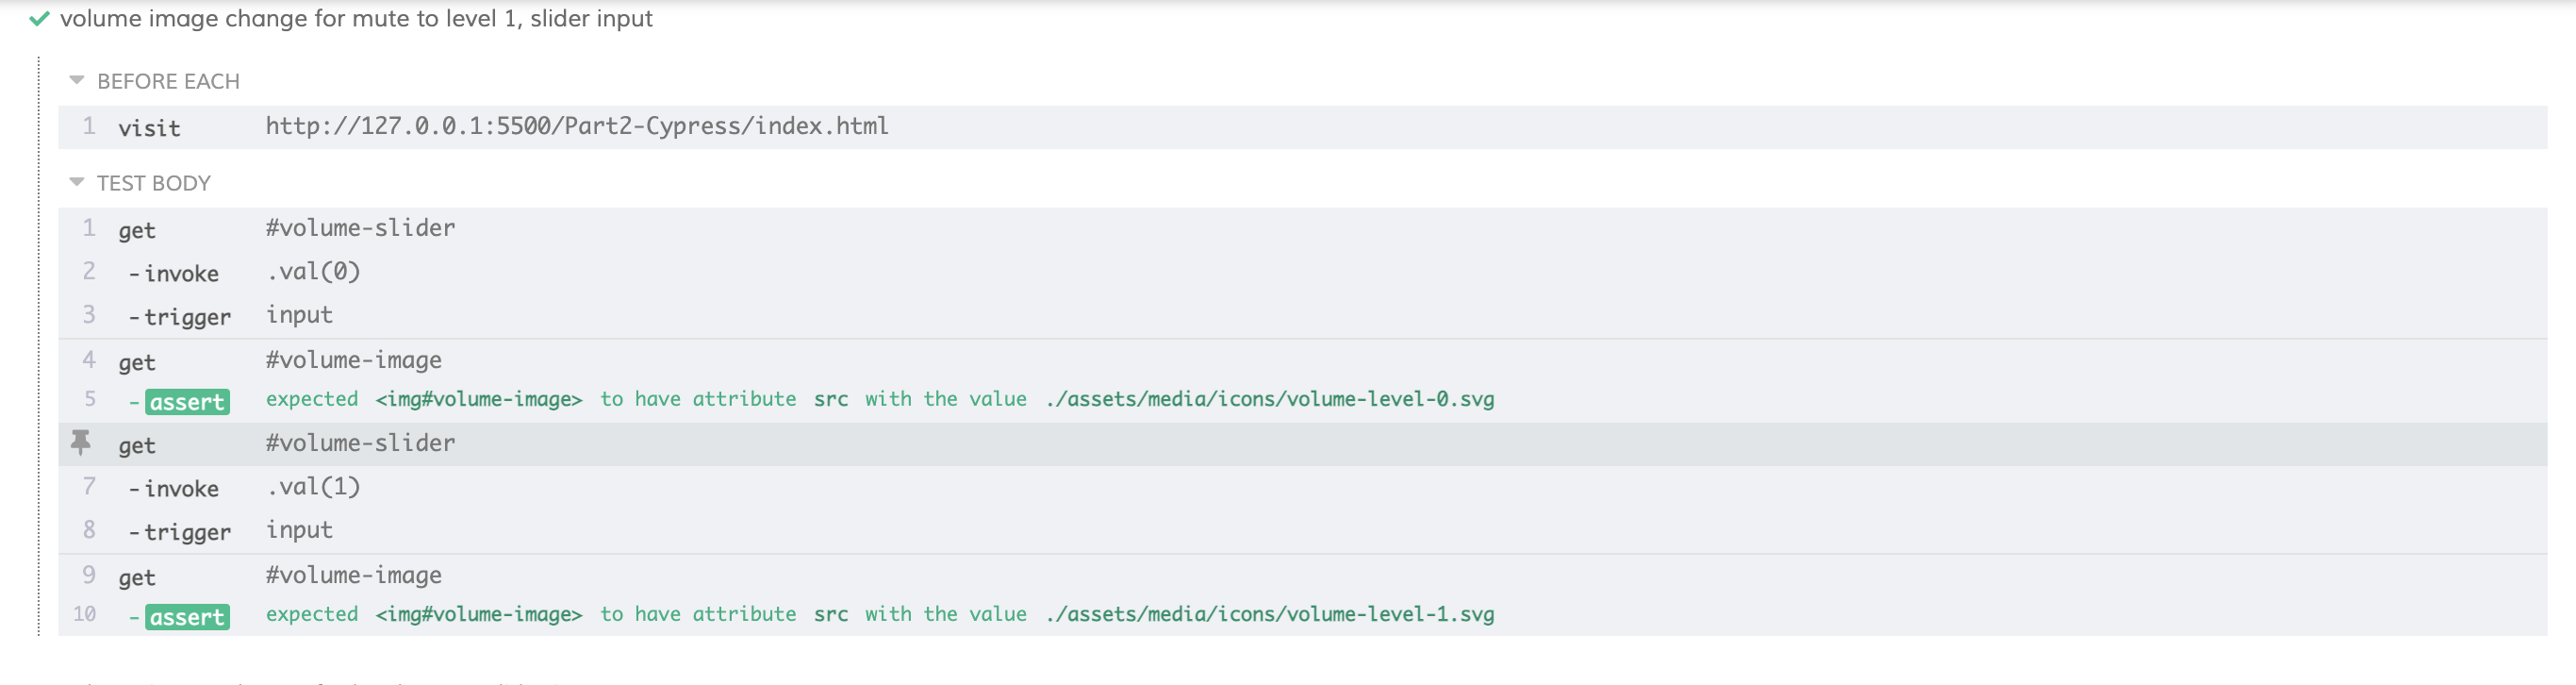 volume image change for mute to level 1, slider input
BEFORE EACH
1 visit http://127.0.0.1:5500/Part2-Cypress/index.html
TEST BODY
1 get #volume-slider
2 -invoke .val(0)
3 -trigger input
4 get #volume-image
5 -assert expected <img#volume-image> to have attribute src with the value ./assets/media/icons/volume-level-0.svg
get #volume-slider
7 -invoke .val(1)
8 -trigger input
9 get #volume-image
10 -assert expected <img#volume-image> to have attribute src with the value ./assets/media/icons/volume-level-1.svg